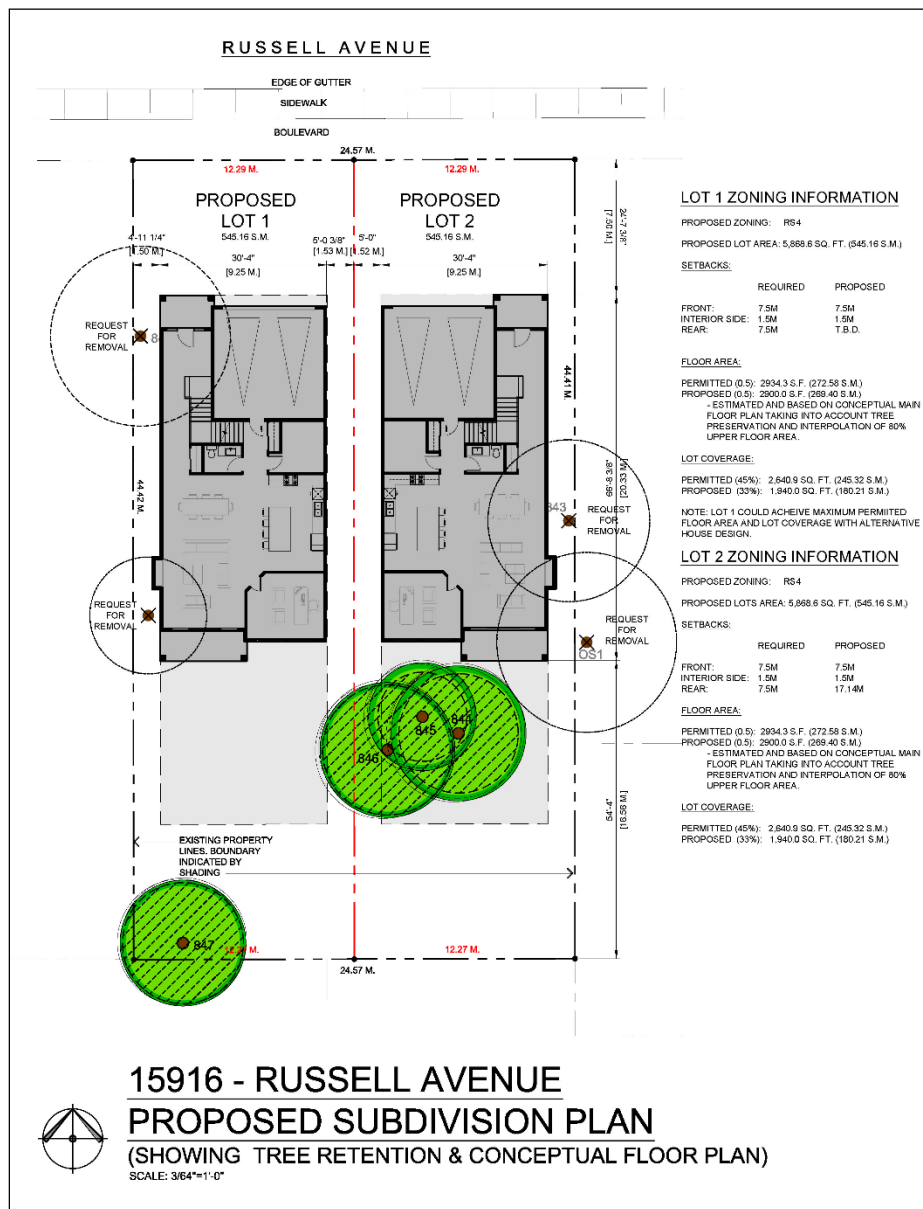 RUSSELL AVENUE
EDGE OF GUTTER
SIDEWALK
BOULEVARD
24.57 M.
12.29 M.
12.29 M.
PROPOSED
LOT 1
545.16 S.M.
PROPOSED
LOT 2
545.16 S.M.
4'-11 1/4"
[1.50 M.]
5'-0 3/8"
[1.53 M.]
5'-0"
[1.52 M.]
30'-4"
[9.25 M.]
30'-4"
[9.25 M.]
24'-7 3/8"
[7.50 M.]
REQUEST
FOR
REMOVAL
44.41 M.
44.42 M.
66'-8 3/8"
[20.33 M.]
843
REQUEST
FOR
REMOVAL
REQUEST
FOR
REMOVAL
REQUEST
FOR
REMOVAL
OS1
844
845
846
54'-4"
[16.56 M.]
EXISTING PROPERTY
LINES. BOUNDARY
INDICATED BY
SHADING
847
12.27 M.
12.27 M.
24.57 M.
LOT 1 ZONING INFORMATION
PROPOSED ZONING: RS4
PROPOSED LOT AREA: 5,868.6 SQ. FT. (545.16 S.M.)
SETBACKS:
REQUIRED PROPOSED
FRONT: 7.5M 7.5M
INTERIOR SIDE: 1.5M 1.5M
REAR: 7.5M T.B.D.
FLOOR AREA:
PERMITTED (0.5): 2934.3 S.F. (272.58 S.M.)
PROPOSED (0.5): 2900.0 S.F. (269.40 S.M.)
- ESTIMATED AND BASED ON CONCEPTUAL MAIN
FLOOR PLAN TAKING INTO ACCOUNT TREE
PRESERVATION AND INTERPOLATION OF 80%
UPPER FLOOR AREA.
LOT COVERAGE:
PERMITTED (45%): 2,640.9 SQ. FT. (245.32 S.M.)
PROPOSED (33%): 1,940.0 SQ. FT. (180.21 S.M.)
NOTE: LOT 1 COULD ACHEIVE MAXIMUM PERMIITED
FLOOR AREA AND LOT COVERAGE WITH ALTERNATIVE
HOUSE DESIGN.
LOT 2 ZONING INFORMATION
PROPOSED ZONING: RS4
PROPOSED LOTS AREA: 5,868.6 SQ. FT. (545.16 S.M.)
SETBACKS:
REQUIRED PROPOSED
FRONT: 7.5M 7.5M
INTERIOR SIDE: 1.5M 1.5M
REAR: 7.5M 17.14M
FLOOR AREA:
PERMITTED (0.5): 2934.3 S.F. (272.58 S.M.)
PROPOSED (0.5): 2900.0 S.F. (269.40 S.M.)
- ESTIMATED AND BASED ON CONCEPTUAL MAIN
FLOOR PLAN TAKING INTO ACCOUNT TREE
PRESERVATION AND INTERPOLATION OF 80%
UPPER FLOOR AREA.
LOT COVERAGE:
PERMITTED (45%): 2,640.9 SQ. FT. (245.32 S.M.)
PROPOSED (33%): 1,940.0 SQ. FT. (180.21 S.M.)
15916 - RUSSELL AVENUE
PROPOSED SUBDIVISION PLAN
(SHOWING TREE RETENTION & CONCEPTUAL FLOOR PLAN)
SCALE: 3/64"=1'-0"